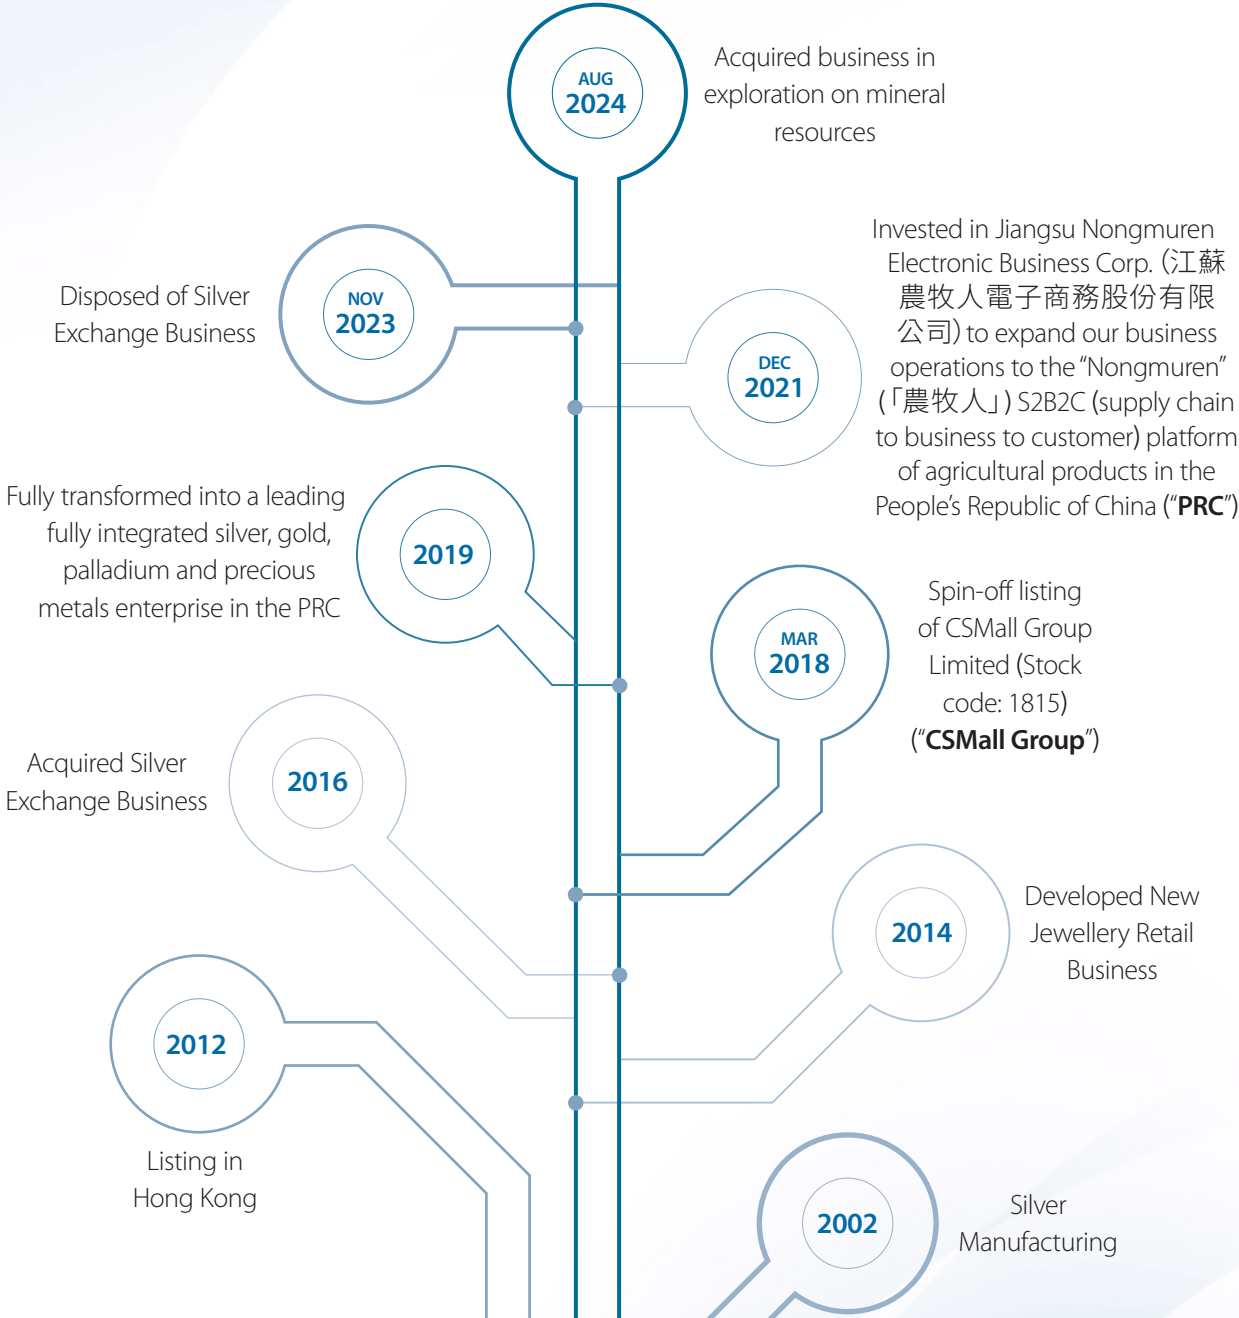 AUG
2024
Acquired business in
exploration on mineral
resources
NOV
2023
Disposed of Silver
Exchange Business
DEC
2021
Invested in Jiangsu Nongmuren
Electronic Business Corp. (江蘇
農牧人電子商務股份有限
公司) to expand our business
operations to the “Nongmuren”
(「農牧人」) S2B2C (supply chain
to business to customer) platform
of agricultural products in the
People’s Republic of China (“PRC”)
2019
Fully transformed into a leading
fully integrated silver, gold,
palladium and precious
metals enterprise in the PRC
MAR
2018
Spin-off listing
of CSMall Group
Limited (Stock
code: 1815)
(“CSMall Group”)
2016
Acquired Silver
Exchange Business
2014
Developed New
Jewellery Retail
Business
2012
Listing in
Hong Kong
2002
Silver
Manufacturing